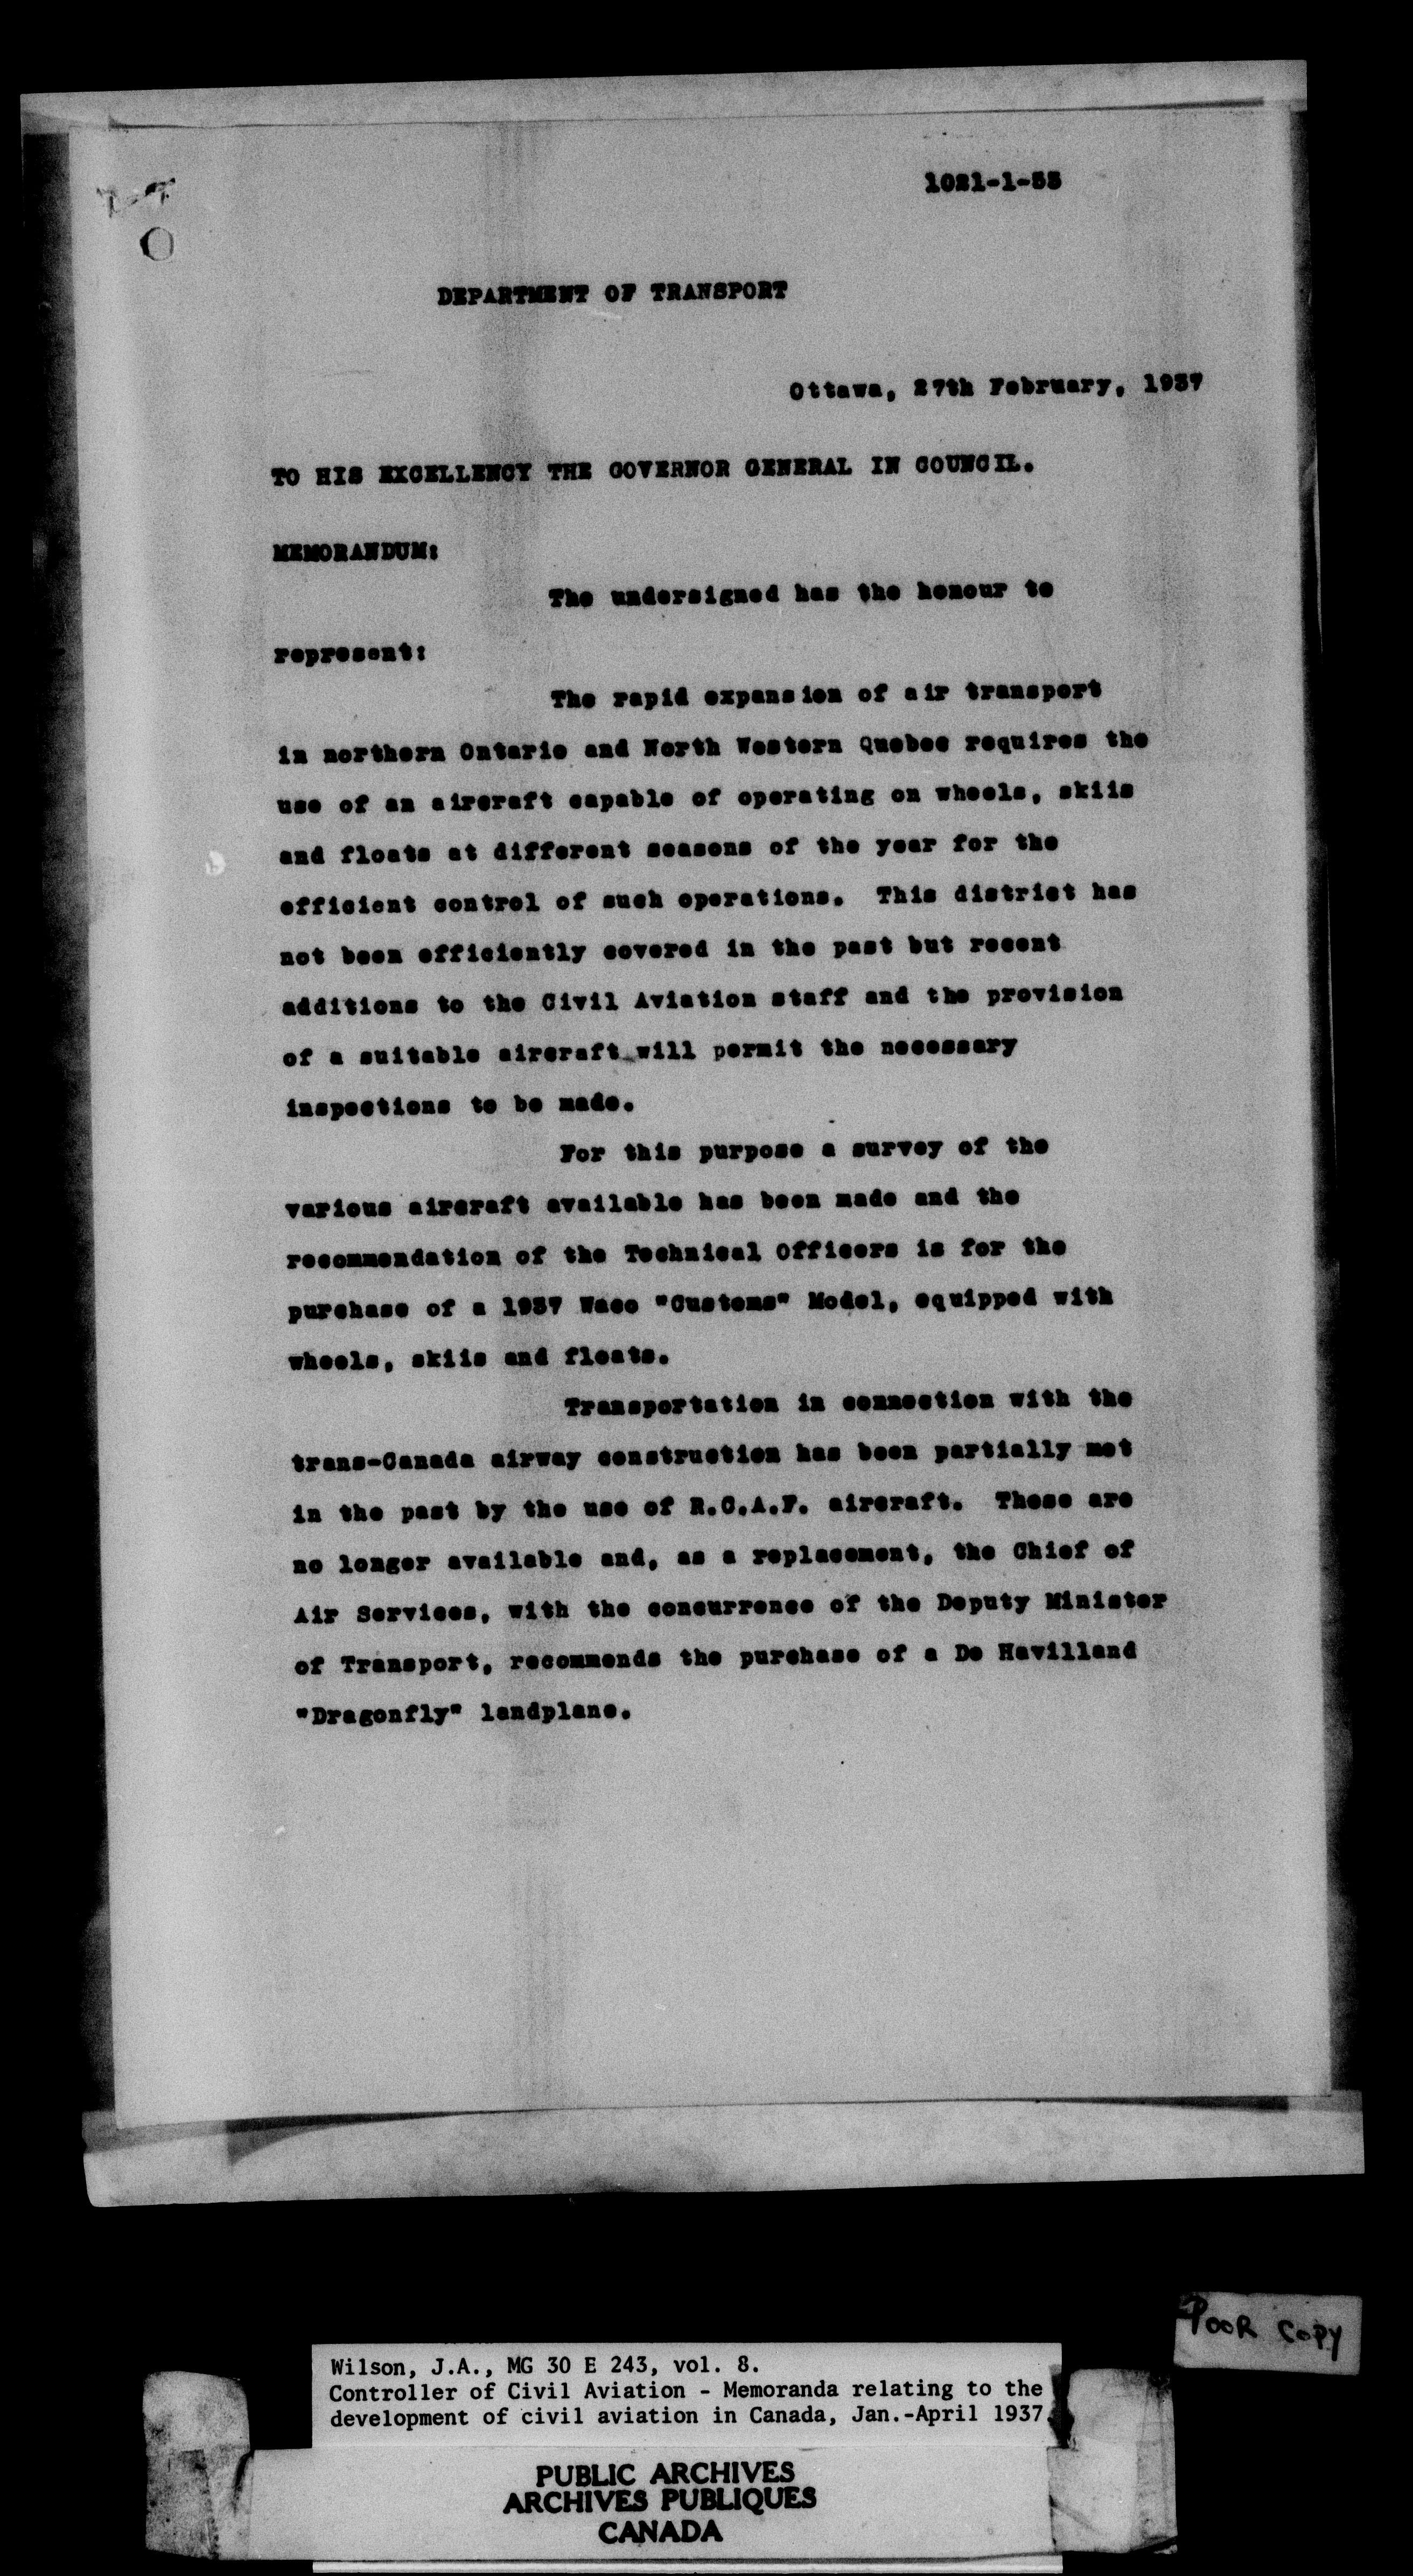 1021-1-33
DEPARTMENT OF TRANSPORT
Ottawa, 27th February, 1937
TO HIS EXCELLENCY THE GOVERNOR GENERAL IN COUNCIL.
MEMORANDUM:
The undersigned has the honour to
represent:
The rapid expansion of air transport
in northern Ontario and North Western Quebec requires the
use of an aircraft capable of operating on wheels, skiis
and floats at different seasons of the year for the
efficient control of such operations. This district has
not been efficiently covered in the past but recent
additions to the Civil Aviation staff and the provision
of a suitable aircraft will permit the necessary
inspections to be made.
For this purpose a survey of the
various aircraft available has been made and the
recommendation of the Technical Officers is for the
purchase of a 1937 Waco "Customs" Model, equipped with
wheels, skiis and floats.
Transportation in connection with the
trans-Canada airway construction has been partially met
in the past by the use of R.C.A.F. aircraft. These are
no longer available and, as a replacement, the Chief of
Air Services, with the concurrence of the Deputy Minister
of Transport, recommends the purchase of a De Havilland
"Dragonfly" landplane.
POOR COPY
Wilson, J.A., MG 30 E 243, vol. 8.
Controller of Civil Aviation - Memoranda relating to the
development of civil aviation in Canada, Jan.-April 1937
PUBLIC ARCHIVES
ARCHIVES PUBLIQUES
CANADA